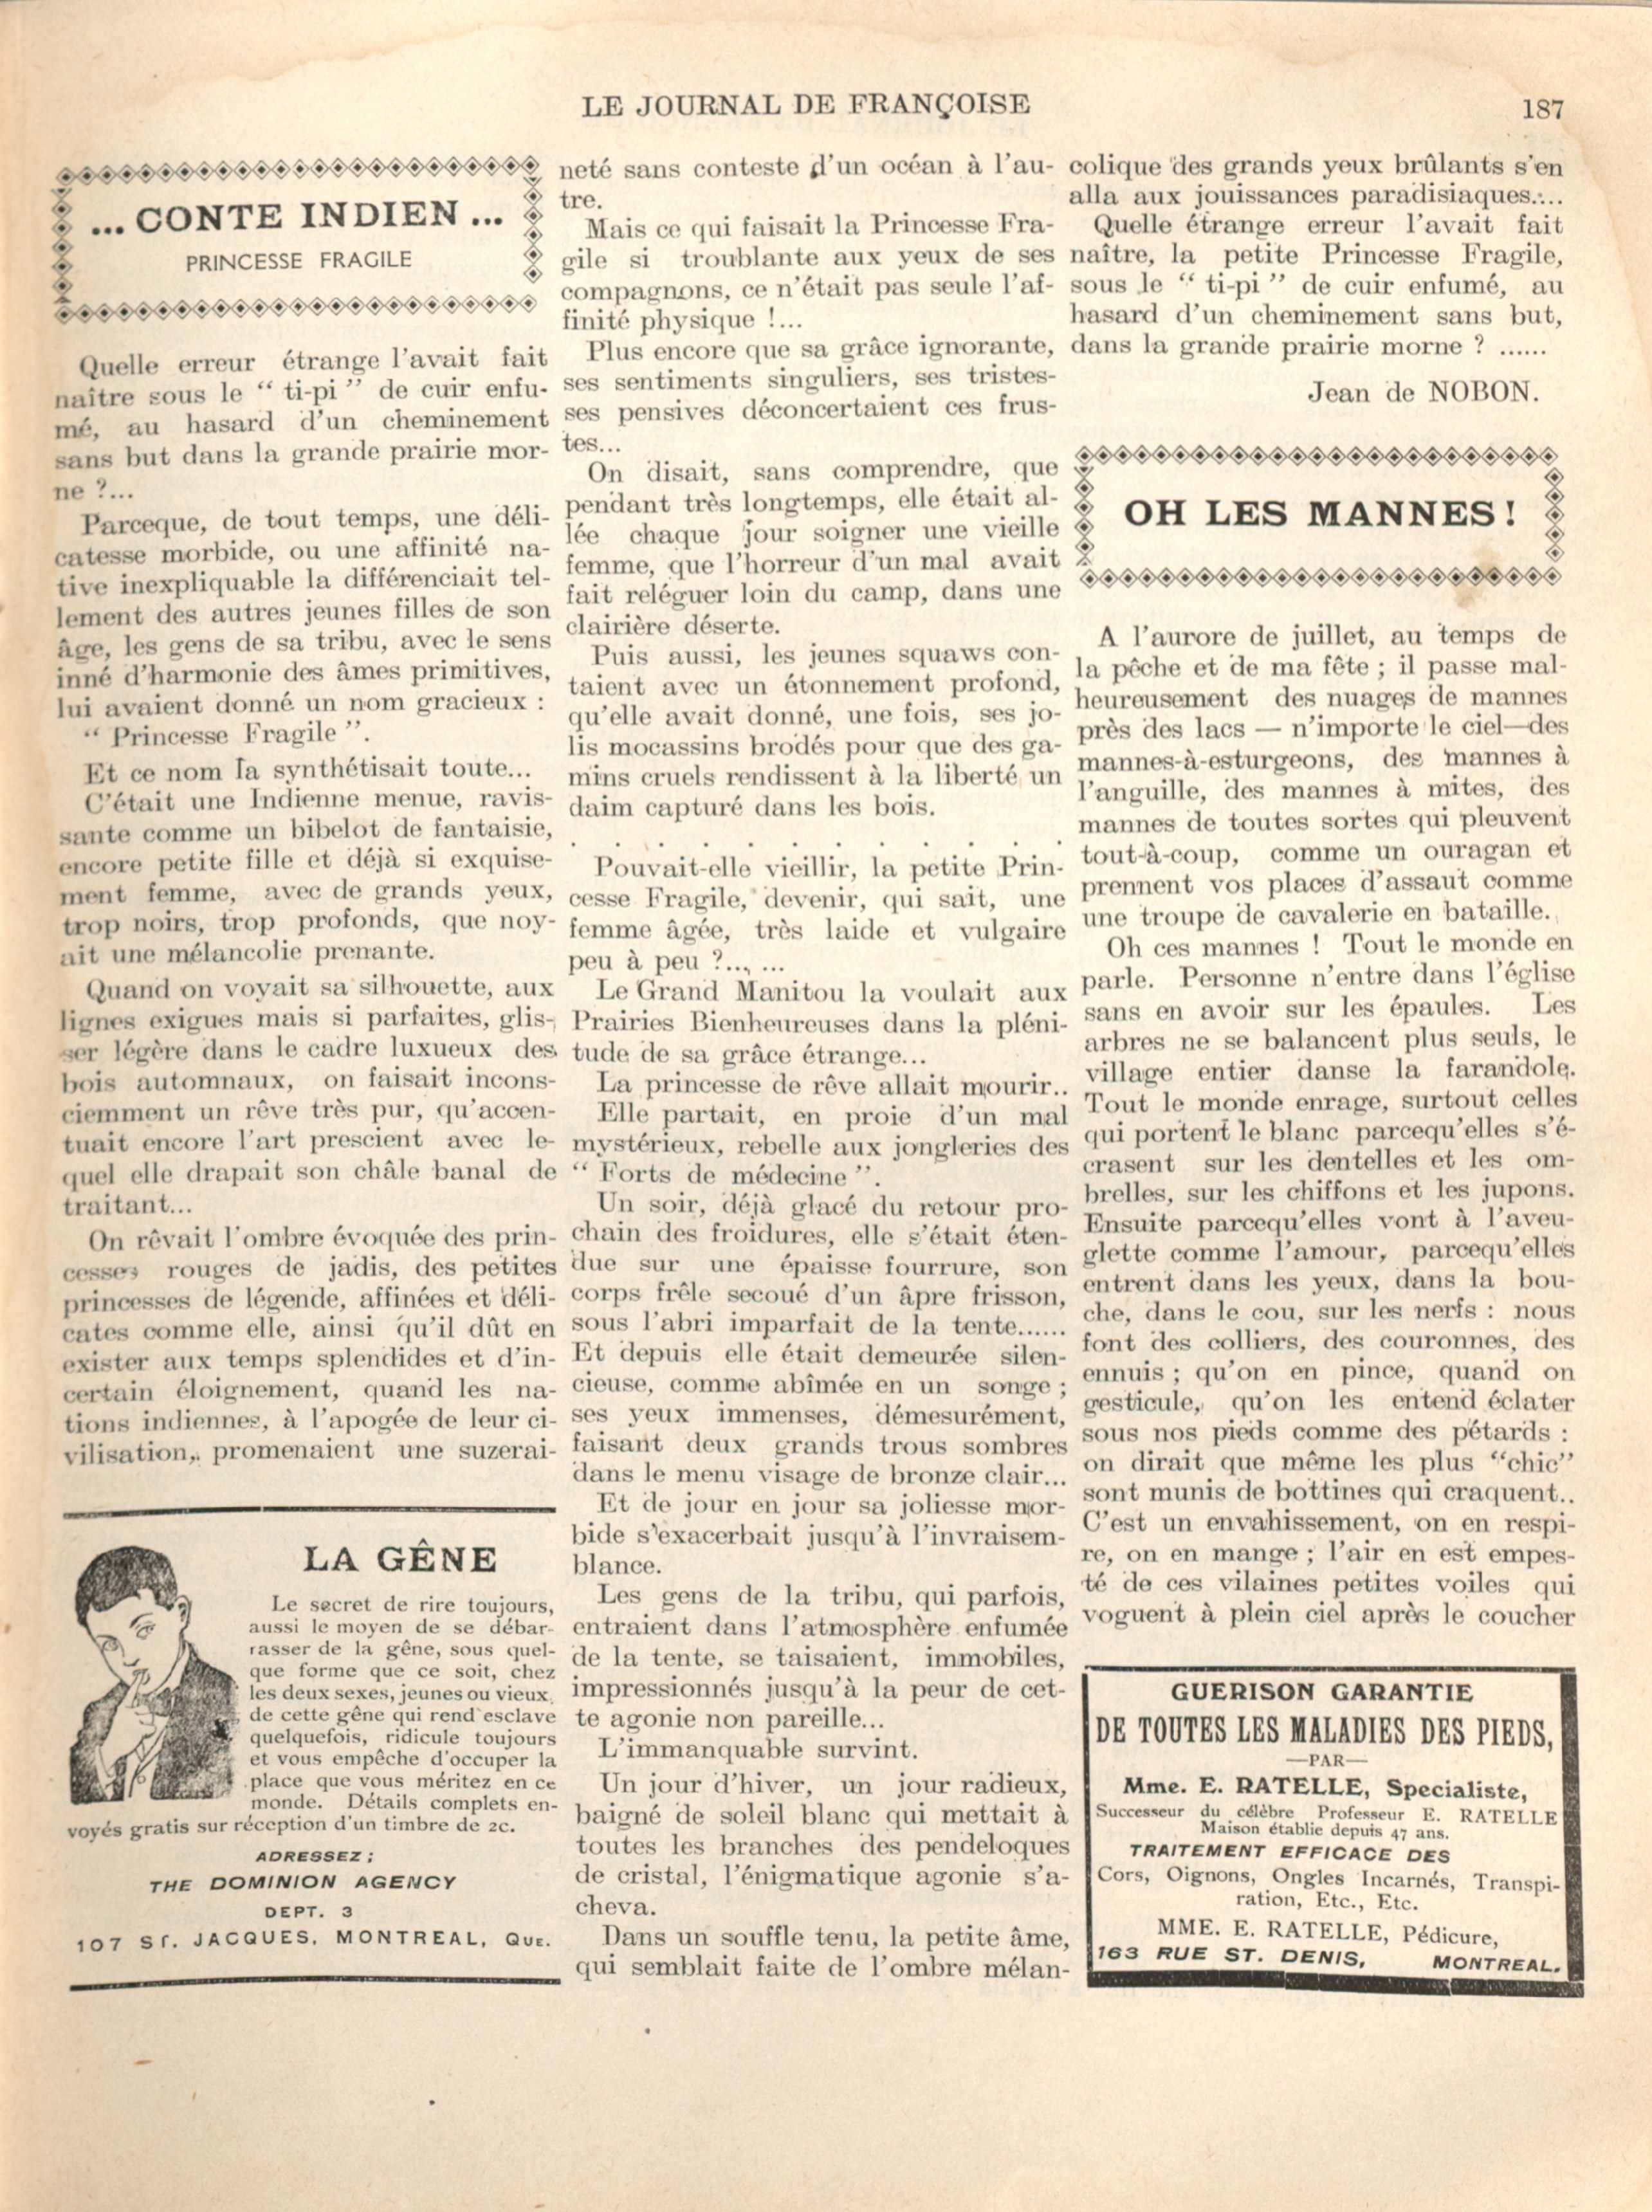 LE JOURNAL DE FRANÇOISE
187
... CONTE INDIEN ...
PRINCESSE FRAGILE
Quelle erreur étrange l'avait fait
naître sous le " ti-pi " de cuir enfu-
mé, au hasard d'un cheminement
sans but dans la grande prairie mor-
ne ?...
Parceque, de tout temps, une déli-
catesse morbide, ou une affinité na-
tive inexpliquable la différenciait tel-
lement des autres jeunes filles de son
âge, les gens de sa tribu, avec le sens
inné d'harmonie des âmes primitives,
lui avaient donné un nom gracieux :
" Princesse Fragile ".
Et ce nom la synthétisait toute...
C'était une Indienne menue, ravis-
sante comme un bibelot de fantaisie,
encore petite fille et déjà si exquise-
ment femme, avec de grands yeux,
trop noirs, trop profonds, que noy-
ait une mélancolie prenante.
Quand on voyait sa silhouette, aux
lignes exigues mais si parfaites, glis-
ser légère dans le cadre luxueux des
bois automnaux, on faisait incons-
ciemment un rêve très pur, qu'accen-
tuait encore l'art prescient avec le-
quel elle drapait son châle banal de
traitant...
On rêvait l'ombre évoquée des prin-
cesses rouges de jadis, des petites
princesses de légende, affinées et déli-
cates comme elle, ainsi qu'il dût en
exister aux temps splendides et d'in-
certain éloignement, quand les na-
tions indiennes, à l'apogée de leur ci-
vilisation, promenaient une suzerai-
LA GÊNE
Le secret de rire toujours,
aussi le moyen de se débar-
rasser de la gêne, sous quel-
que forme que ce soit, chez
les deux sexes, jeunes ou vieux,
de cette gêne qui rend esclave
quelquefois, ridicule toujours
et vous empêche d'occuper la
place que vous méritez en ce
monde. Détails complets en-
voyés gratis sur réception d'un timbre de 2c.
ADRESSEZ ;
THE DOMINION AGENCY
DEPT. 3
107 ST. JACQUES, MONTREAL, QUE.
neté sans conteste d'un océan à l'au-
tre.
Mais ce qui faisait la Princesse Fra-
gile si troublante aux yeux de ses
compagnons, ce n'était pas seule l'af-
finité physique !...
Plus encore que sa grâce ignorante,
ses sentiments singuliers, ses tristes-
ses pensives déconcertaient ces frus-
tes...
On disait, sans comprendre, que
pendant très longtemps, elle était al-
lée chaque jour soigner une vieille
femme, que l'horreur d'un mal avait
fait reléguer loin du camp, dans une
clairière déserte.
Puis aussi, les jeunes squaws con-
taient avec un étonnement profond,
qu'elle avait donné, une fois, ses jo-
lis mocassins brodés pour que des ga-
mins cruels rendissent à la liberté un
daim capturé dans les bois.
. . . . . . . .
Pouvait-elle vieillir, la petite Prin-
cesse Fragile, devenir, qui sait, une
femme âgée, très laide et vulgaire
peu à peu ?... ...
Le Grand Manitou la voulait aux
Prairies Bienheureuses dans la pléni-
tude de sa grâce étrange...
La princesse de rêve allait mourir..
Elle partait, en proie d'un mal
mystérieux, rebelle aux jongleries des
" Forts de médecine ".
Un soir, déjà glacé du retour pro-
chain des froidures, elle s'était éten-
due sur une épaisse fourrure, son
corps frêle secoué d'un âpre frisson,
sous l'abri imparfait de la tente......
Et depuis elle était demeurée silen-
cieuse, comme abîmée en un songe ;
ses yeux immenses, démesurément,
faisant deux grands trous sombres
dans le menu visage de bronze clair...
Et de jour en jour sa joliesse mor-
bide s'exacerbait jusqu'à l'invraisem-
blance.
Les gens de la tribu, qui parfois,
entraient dans l'atmosphère enfumée
de la tente, se taisaient, immobiles,
impressionnés jusqu'à la peur de cet-
te agonie non pareille...
L'immanquable survint.
Un jour d'hiver, un jour radieux,
baigné de soleil blanc qui mettait à
toutes les branches des pendeloques
de cristal, l'énigmatique agonie s'a-
cheva.
Dans un souffle tenu, la petite âme,
qui semblait faite de l'ombre mélan-
colique des grands yeux brûlants s'en
alla aux jouissances paradisiaques....
Quelle étrange erreur l'avait fait
naître, la petite Princesse Fragile,
sous le " ti-pi " de cuir enfumé, au
hasard d'un cheminement sans but,
dans la grande prairie morne ? ......
Jean de NOBON.
OH LES MANNES!
A l'aurore de juillet, au temps de
la pêche et de ma fête ; il passe mal-
heureusement des nuages de mannes
près des lacs — n'importe le ciel—des
mannes-à-esturgeons, des mannes à
l'anguille, des mannes à mites, des
mannes de toutes sortes qui pleuvent
tout-à-coup, comme un ouragan et
prennent vos places d'assaut comme
une troupe de cavalerie en bataille.
Oh ces mannes ! Tout le monde en
parle. Personne n'entre dans l'église
sans en avoir sur les épaules. Les
arbres ne se balancent plus seuls, le
village entier danse la farandole.
Tout le monde enrage, surtout celles
qui portent le blanc parcequ'elles s'é-
crasent sur les dentelles et les om-
brelles, sur les chiffons et les jupons.
Ensuite parcequ'elles vont à l'aveu-
glette comme l'amour, parcequ'elles
entrent dans les yeux, dans la bou-
che, dans le cou, sur les nerfs : nous
font des colliers, des couronnes, des
ennuis ; qu'on en pince, quand on
gesticule, qu'on les entend éclater
sous nos pieds comme des pétards :
on dirait que même les plus "chic"
sont munis de bottines qui craquent..
C'est un envahissement, on en respi-
re, on en mange ; l'air en est empes-
té de ces vilaines petites voiles qui
voguent à plein ciel après le coucher
GUERISON GARANTIE
DE TOUTES LES MALADIES DES PIEDS,
—PAR—
Mme. E. RATELLE, Specialiste,
Successeur du célèbre Professeur E. RATELLE
Maison établie depuis 47 ans.
TRAITEMENT EFFICACE DES
Cors, Oignons, Ongles Incarnés, Transpi-
ration, Etc., Etc.
MME. E. RATELLE, Pédicure,
163 RUE ST. DENIS, MONTREAL.